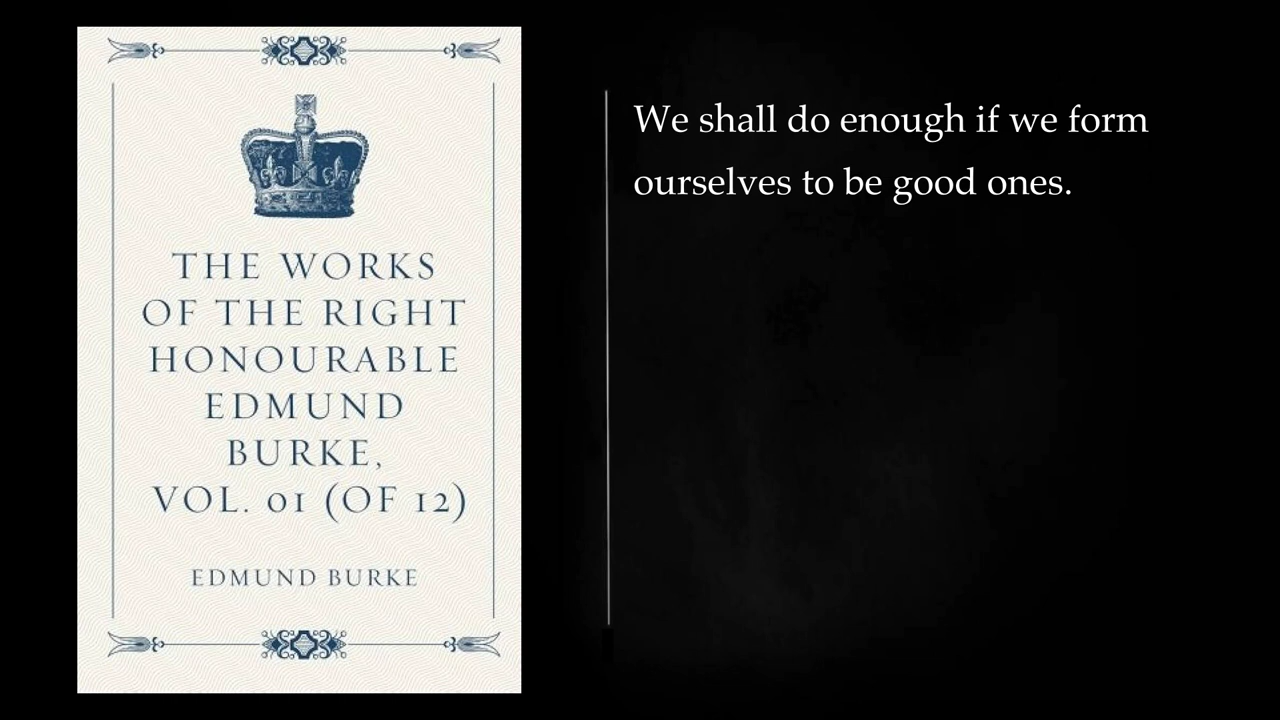 THE WORKS
OF THE RIGHT
HONOURABLE
EDMUND
BURKE,
VOL. 01 (OF 12)
EDMUND BURKE
We shall do enough if we form
ourselves to be good ones.